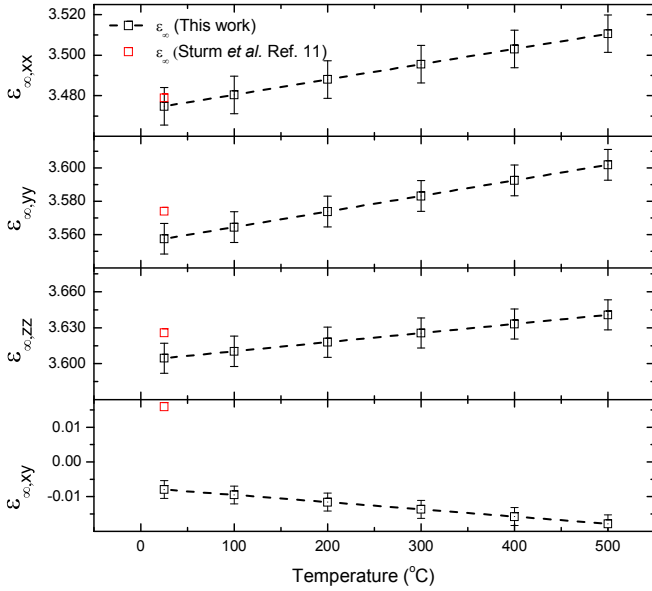 ε∞ (This work)
ε∞ (Sturm et al. Ref. 11)
ε∞,xx
3.510
3.495
3.480
ε∞,yy
3.600
3.580
3.560
ε∞,zz
3.660
3.630
3.600
ε∞,xy
0.01
0.00
-0.01
0 100 200 300 400 500
Temperature (°C)